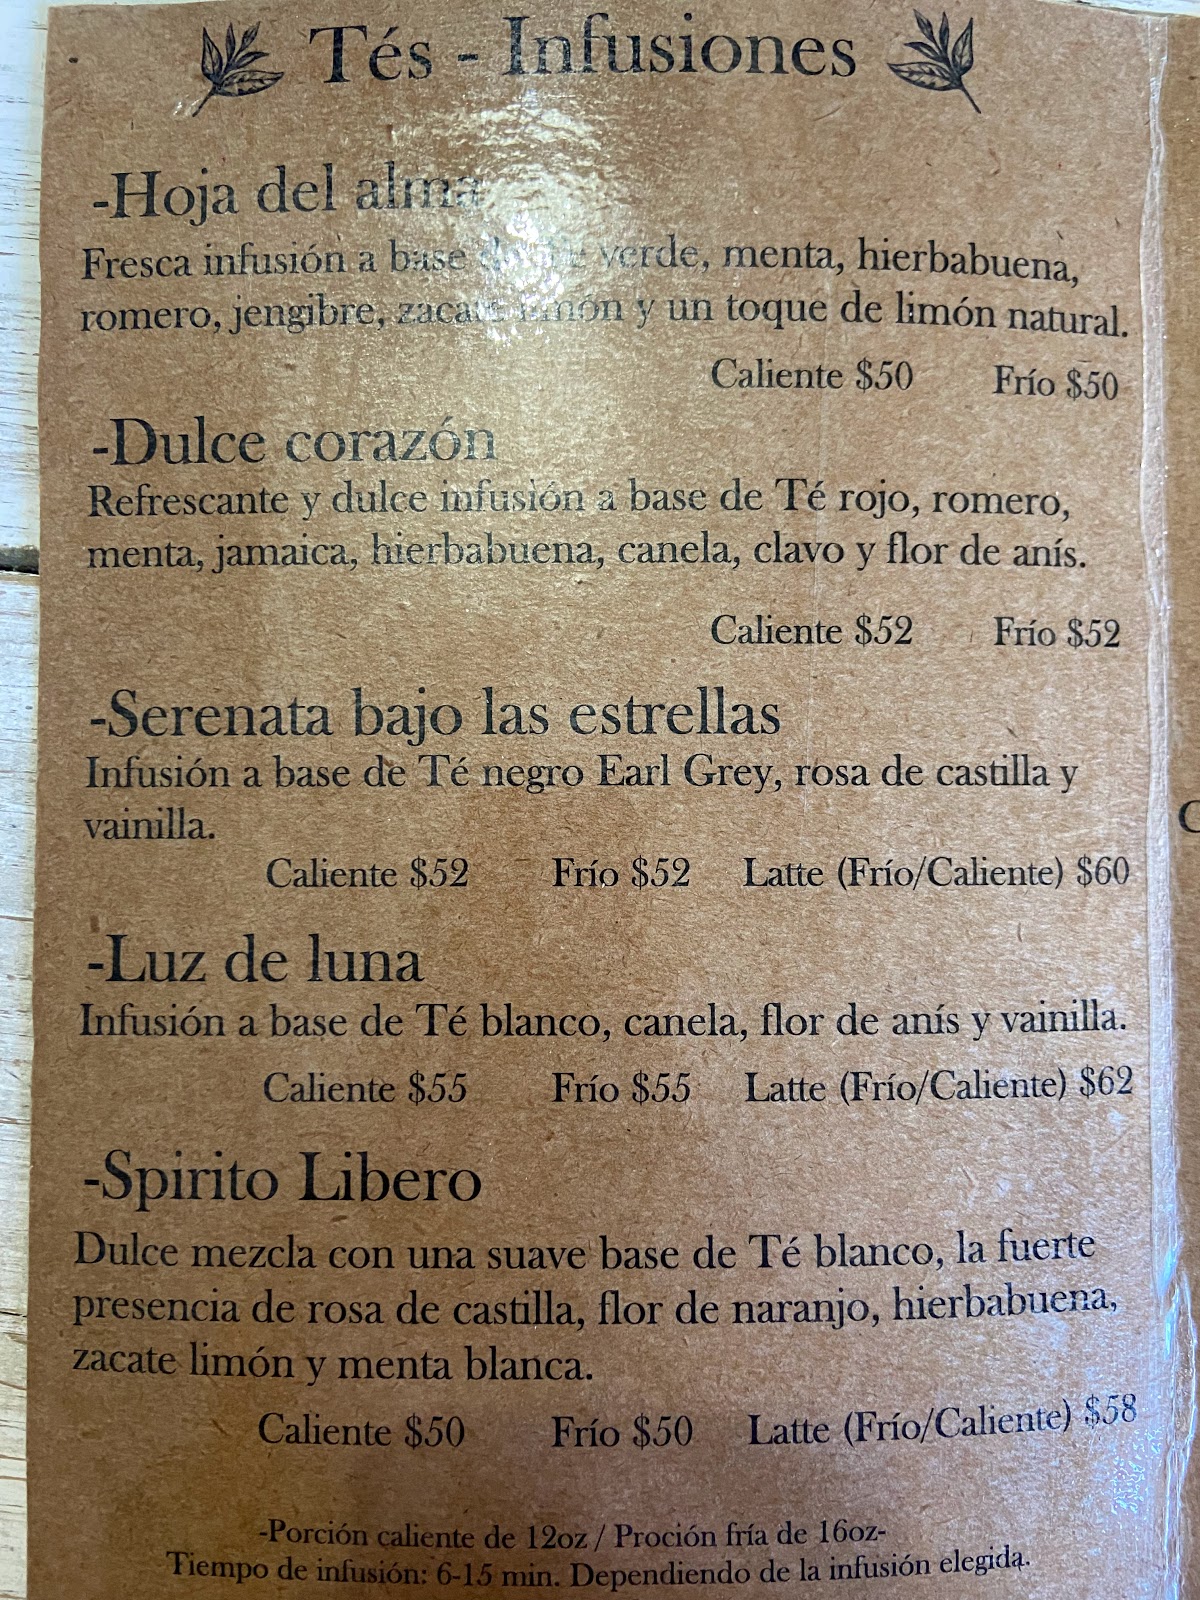 Tés - Infusiones
-Hoja del alma
Fresca infusión a base de Té verde, menta, hierbabuena,
romero, jengibre, zacate limón y un toque de limón natural.
Caliente $50 Frío $50
-Dulce corazón
Refrescante y dulce infusión a base de Té rojo, romero,
menta, jamaica, hierbabuena, canela, clavo y flor de anís.
Caliente $52 Frío $52
-Serenata bajo las estrellas
Infusión a base de Té negro Earl Grey, rosa de castilla y
vainilla.
Caliente $52 Frío $52 Latte (Frío/Caliente) $60
-Luz de luna
Infusión a base de Té blanco, canela, flor de anís y vainilla.
Caliente $55 Frío $55 Latte (Frío/Caliente) $62
-Spirito Libero
Dulce mezcla con una suave base de Té blanco, la fuerte
presencia de rosa de castilla, flor de naranjo, hierbabuena,
zacate limón y menta blanca.
Caliente $50 Frío $50 Latte (Frío/Caliente) $58
-Porción caliente de 12oz / Proción fría de 16oz-
Tiempo de infusión: 6-15 min. Dependiendo de la infusión elegida.